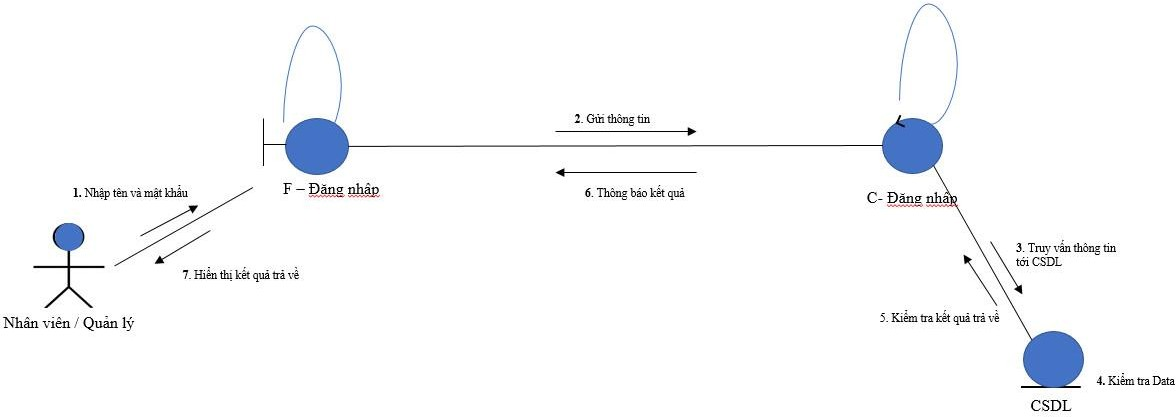 2. Gửi thông tin
F – Đăng nhập
1. Nhập tên và mật khẩu
6. Thông báo kết quả
C- Đăng nhập
3. Truy vấn thông tin
tới CSDL
7. Hiển thị kết quả trả về
Nhân viên / Quản lý
5. Kiểm tra kết quả trả về
4. Kiểm tra Data
CSDL